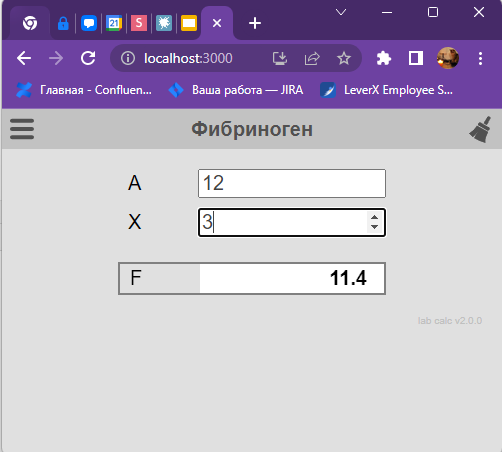 31
S
localhost:3000
Главная - Confluen...
Ваша работа — JIRA
LeverX Employee S...
Фибриноген
A 12
X 3
F 11.4
lab calc v2.0.0